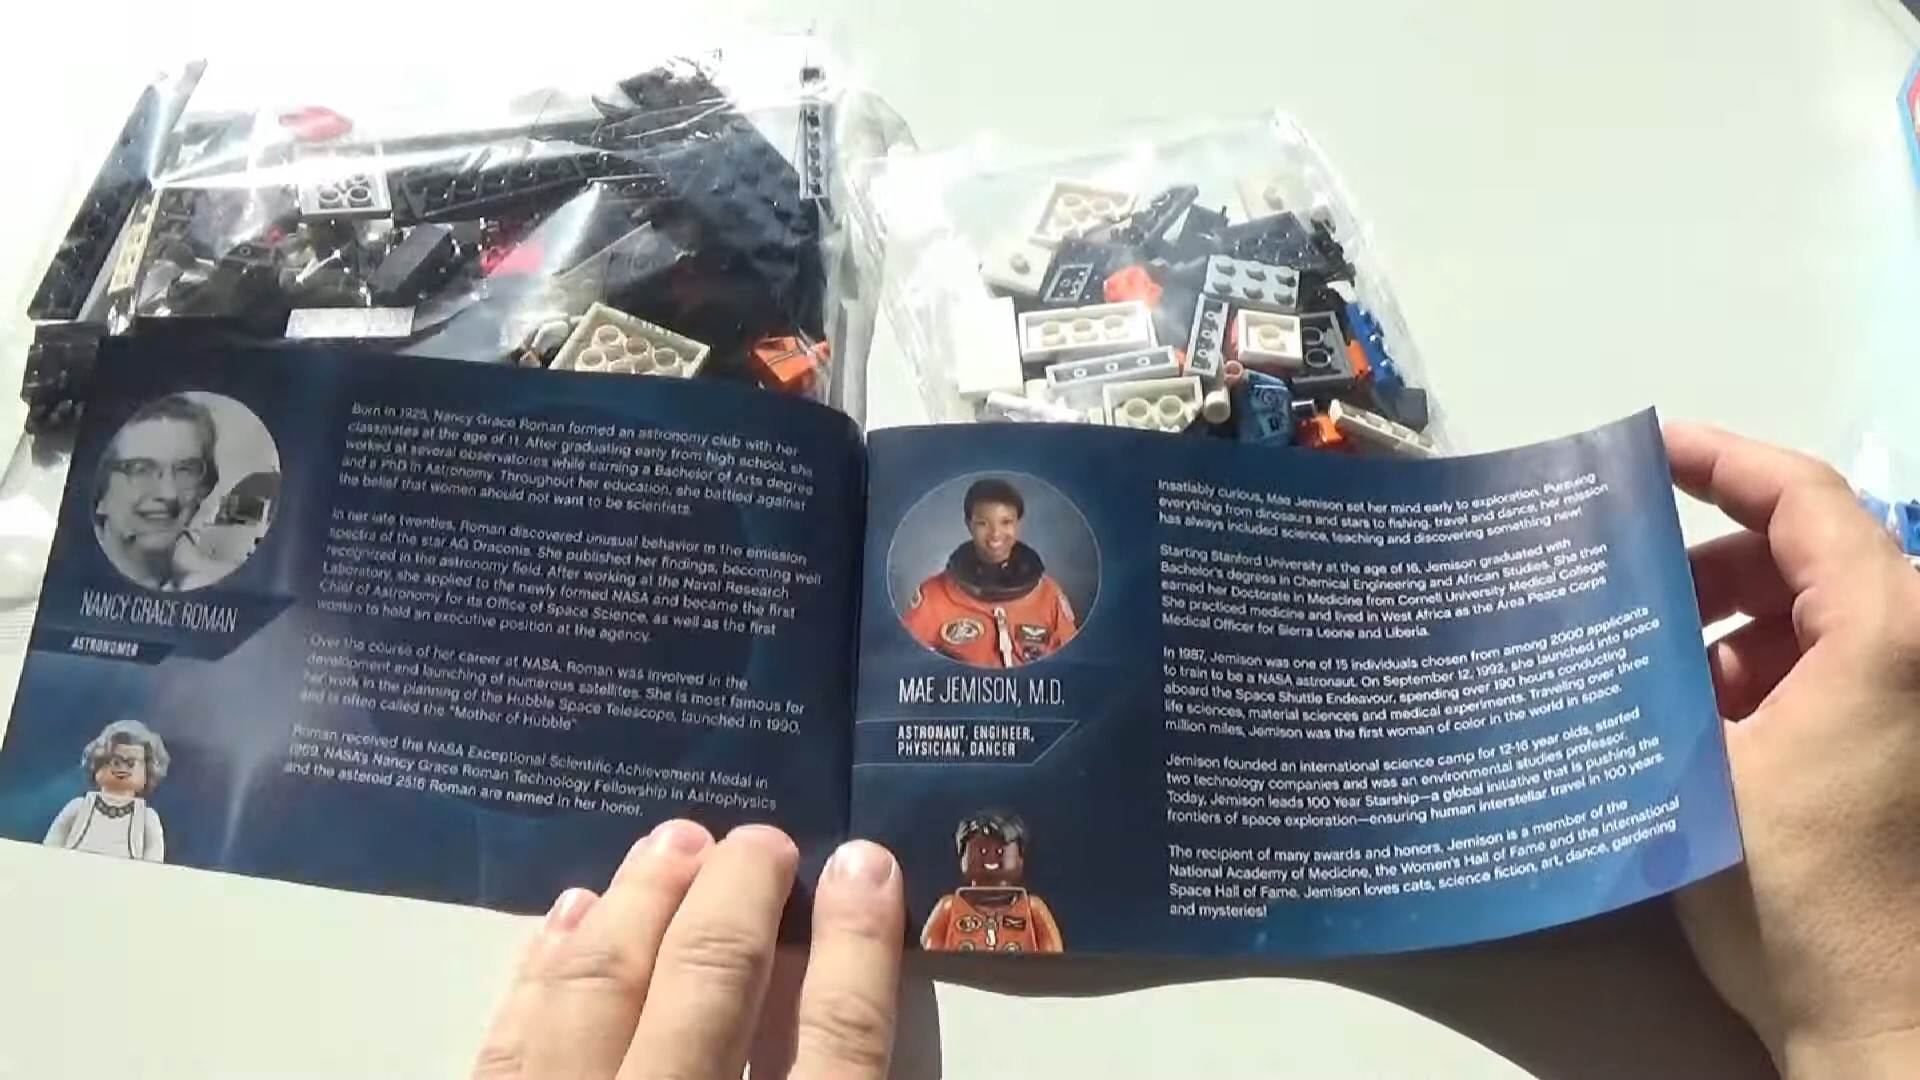 Born in 1925, Nancy Grace Roman formed an astronomy club with her
classmates at the age of 11. After graduating early from high school, she
worked at several observatories while earning a Bachelor of Arts degree
and a PhD in Astronomy. Throughout her education, she battled against
the belief that women should not want to be scientists.
In her late twenties, Roman discovered unusual behavior in the emission
spectra of the star AG Draconis. She published her findings, becoming well
recognized in the astronomy field. After working at the Naval Research
Laboratory, she applied to the newly formed NASA and became the first
Chief of Astronomy for its Office of Space Science, as well as the first
woman to hold an executive position at the agency.
Over the course of her career at NASA, Roman was involved in the
development and launching of numerous satellites. She is most famous for
her work in the planning of the Hubble Space Telescope, launched in 1990,
and is often called the "Mother of Hubble"
Roman received the NASA Exceptional Scientific Achievement Medal in
1969. NASA's Nancy Grace Roman Technology Fellowship in Astrophysics
and the asteroid 2516 Roman are named in her honor.
NANCY GRACE ROMAN
ASTRONOMER
Insatiably curious, Mae Jemison set her mind early to exploration. Pursuing
everything from dinosaurs and stars to fishing, travel and dance, her mission
has always included science, teaching and discovering something new!
Starting Stanford University at the age of 16, Jemison graduated with
Bachelor's degrees in Chemical Engineering and African Studies. She then
earned her Doctorate in Medicine from Cornell University Medical College.
She practiced medicine and lived in West Africa as the Area Peace Corps
Medical Officer for Sierra Leone and Liberia.
In 1987, Jemison was one of 15 individuals chosen from among 2000 applicants
to train to be a NASA astronaut. On September 12, 1992, she launched into space
aboard the Space Shuttle Endeavour, spending over 190 hours conducting
life sciences, material sciences and medical experiments. Traveling over three
million miles, Jemison was the first woman of color in the world in space.
Jemison founded an international science camp for 12-16 year olds, started
two technology companies and was an environmental studies professor.
Today, Jemison leads 100 Year Starship—a global initiative that is pushing the
frontiers of space exploration—ensuring human interstellar travel in 100 years.
The recipient of many awards and honors, Jemison is a member of the
National Academy of Medicine, the Women's Hall of Fame and the International
Space Hall of Fame. Jemison loves cats, science fiction, art, dance, gardening
and mysteries!
MAE JEMISON, M.D.
ASTRONAUT, ENGINEER,
PHYSICIAN, DANCER